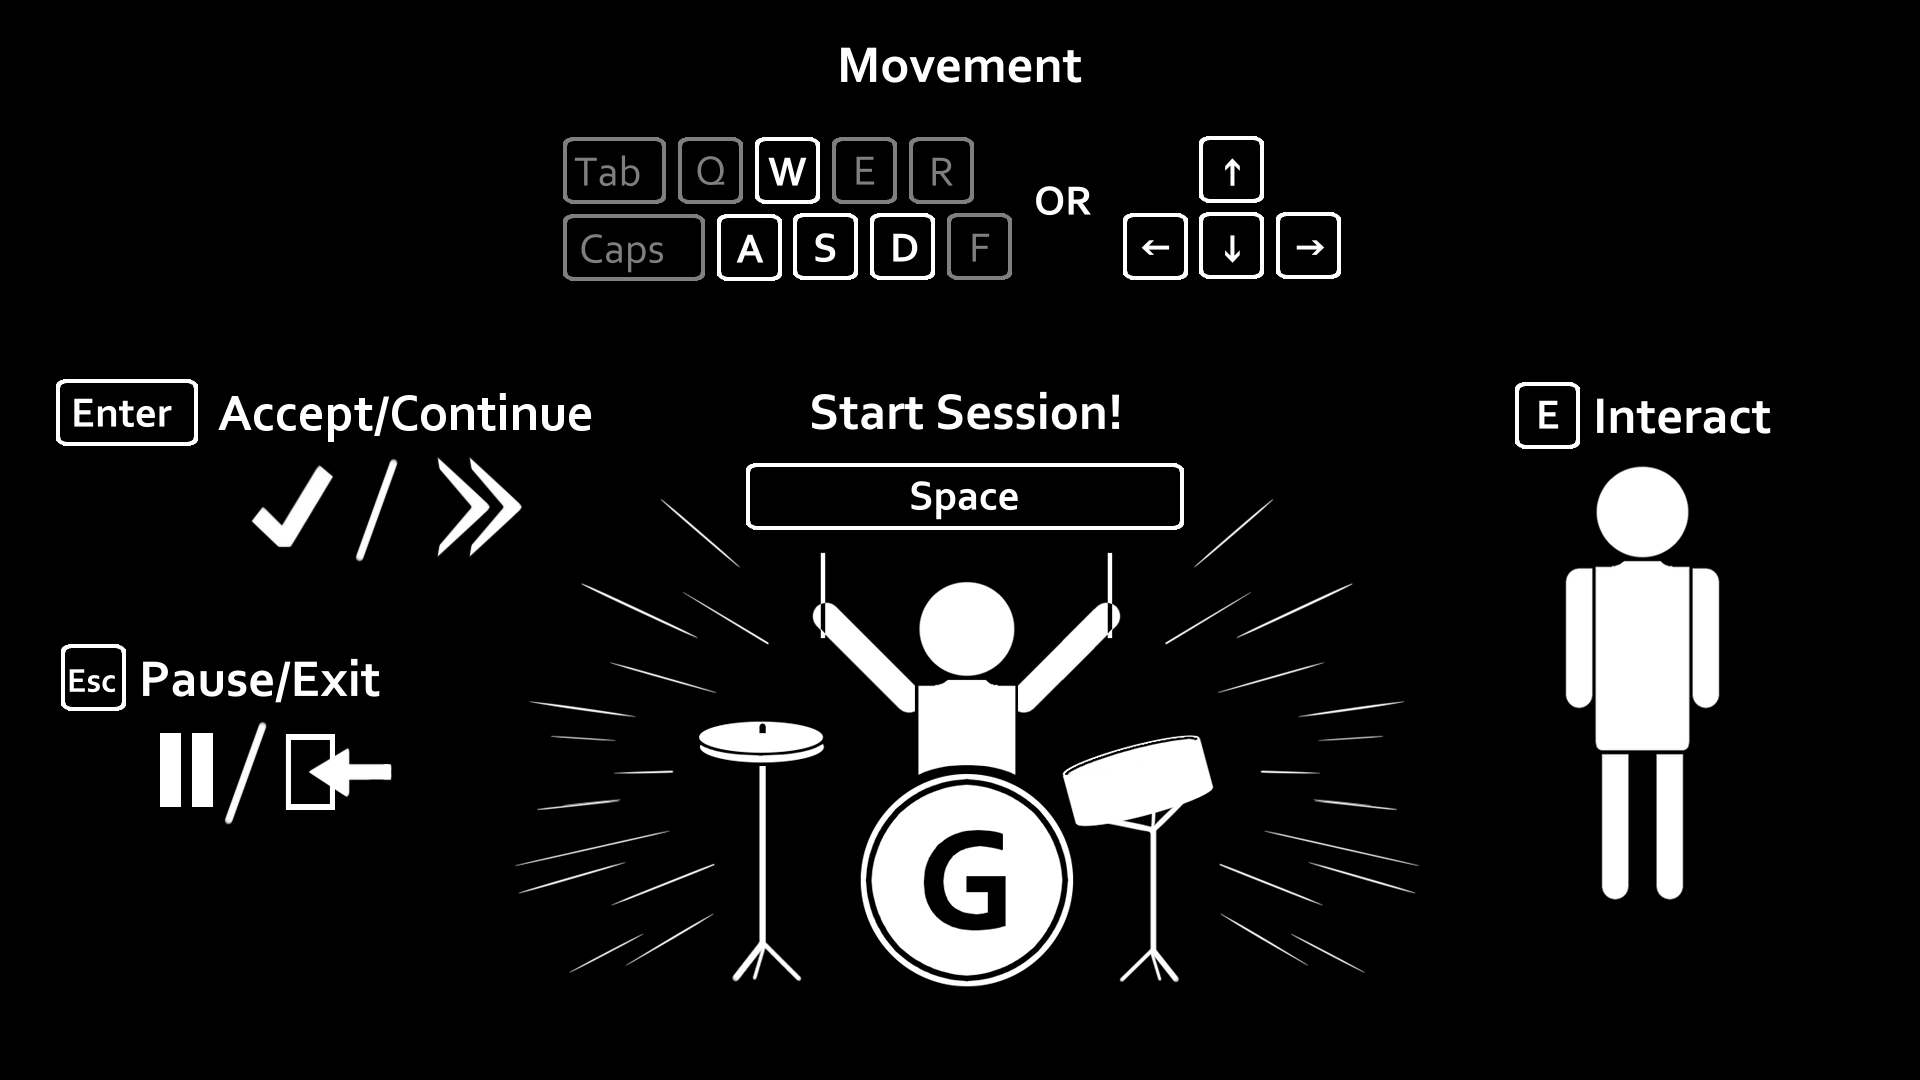 Movement
Tab Q W E R
OR
↑
Caps A S D F
← ↓ →
Enter Accept/Continue
Start Session!
E Interact
Space
Esc Pause/Exit
G